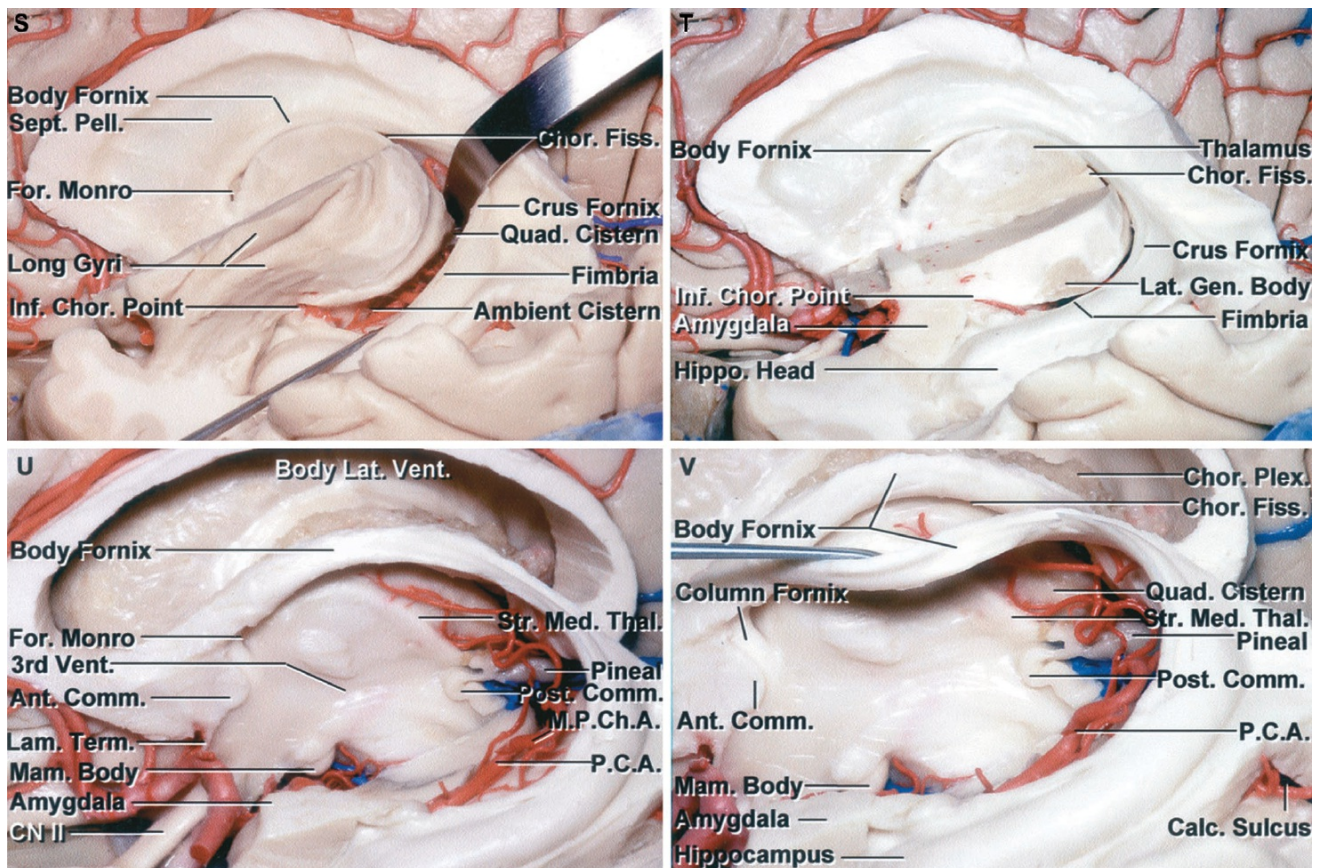 S
Body Fornix
Sept. Pell.
For. Monro
Long Gyri
Inf. Chor. Point
Chor. Fiss.
Crus Fornix
Quad. Cistern
Fimbria
Ambient Cistern
T
Body Fornix
Inf. Chor. Point
Amygdala
Hippo. Head
Thalamus
Chor. Fiss.
Crus Fornix
Lat. Gen. Body
Fimbria
U
Body Lat. Vent.
Body Fornix
For. Monro
3rd Vent.
Ant. Comm.
Lam. Term.
Mam. Body
Amygdala
CN II
Str. Med. Thal.
Pineal
Post. Comm.
M.P.Ch.A.
P.C.A.
V
Body Fornix
Column Fornix
Ant. Comm.
Mam. Body
Amygdala
Hippocampus
Chor. Plex.
Chor. Fiss.
Quad. Cistern
Str. Med. Thal.
Pineal
Post. Comm.
P.C.A.
Calc. Sulcus